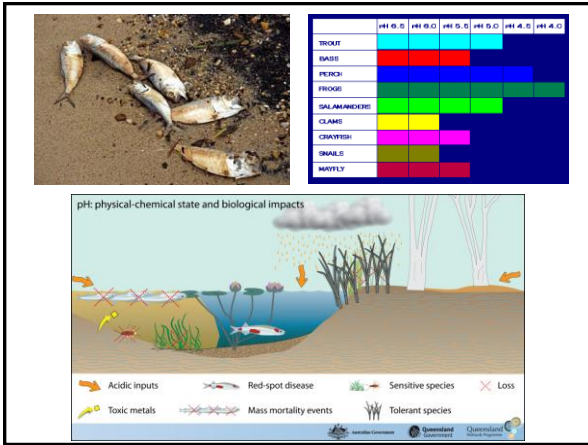 pH 6.5 pH 6.0 pH 5.5 pH 5.0 pH 4.5 pH 4.0
TROUT
BASS
PERCH
FROGS
SALAMANDERS
CLAMS
CRAYFISH
SNAILS
MAYFLY
pH: physical-chemical state and biological impacts
Acidic inputs Red-spot disease Sensitive species Loss
Toxic metals Mass mortality events Tolerant species
Australian Government Queensland Government Queensland